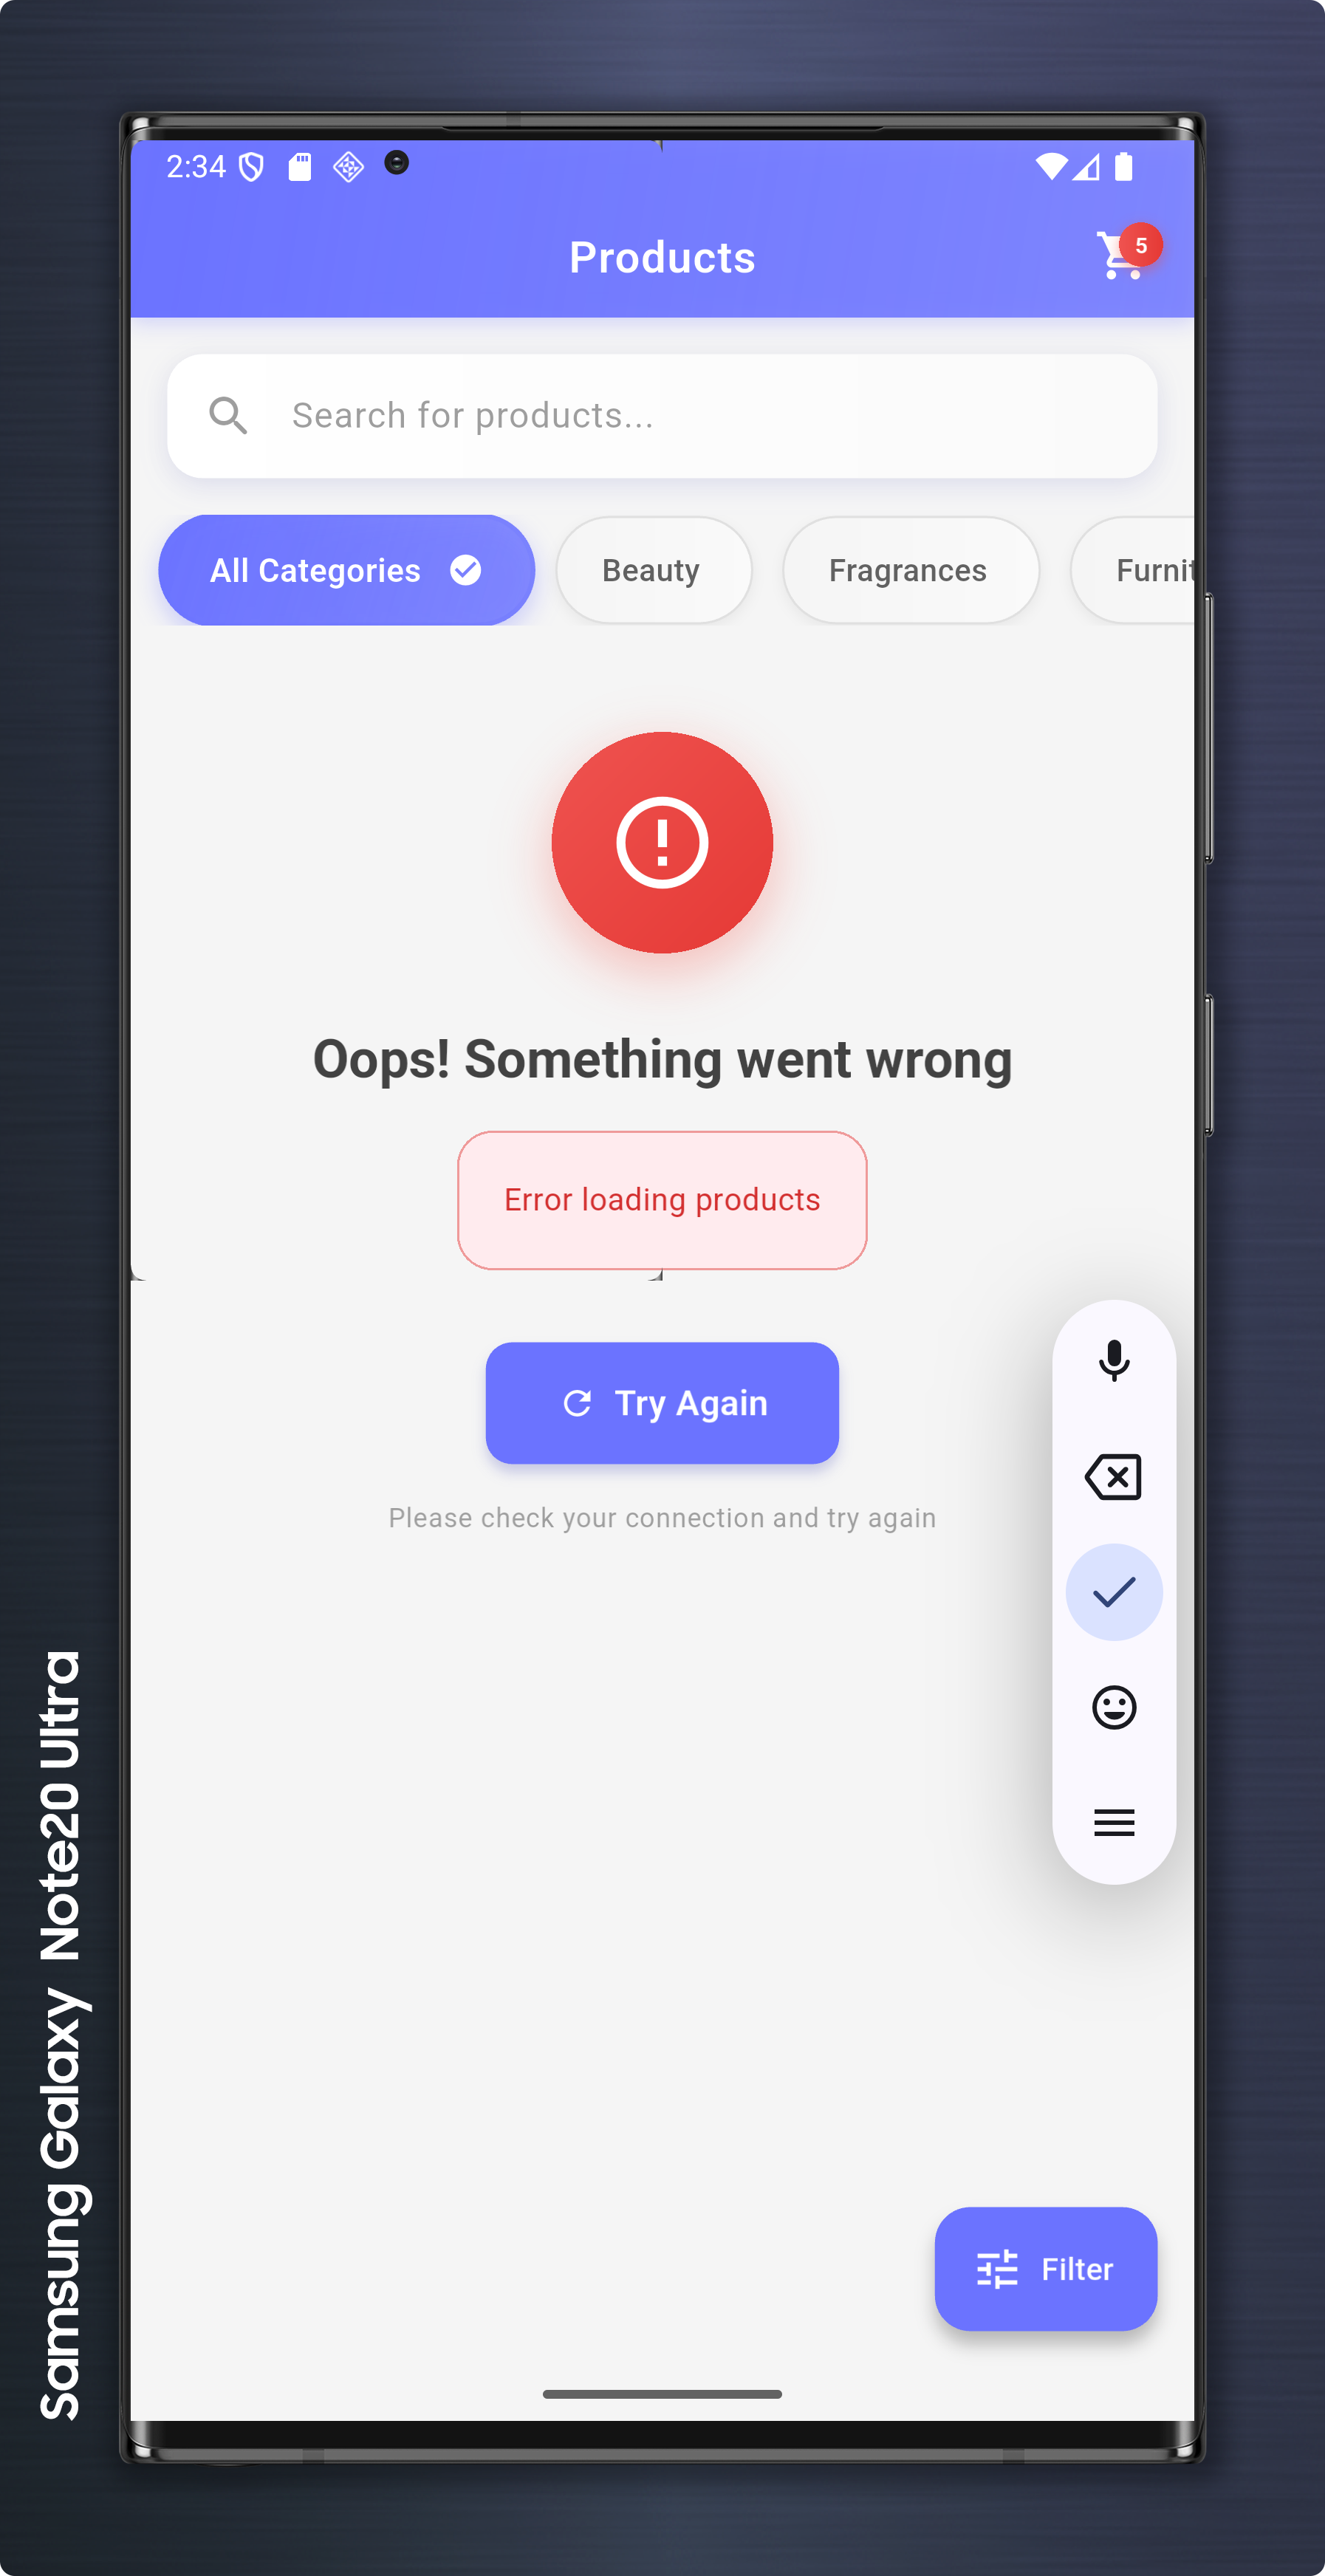 2:34
Products
5
Search for products...
All Categories
Beauty
Fragrances
Furnit
Oops! Something went wrong
Error loading products
Try Again
Please check your connection and try again
Filter
Samsung Galaxy Note20 Ultra